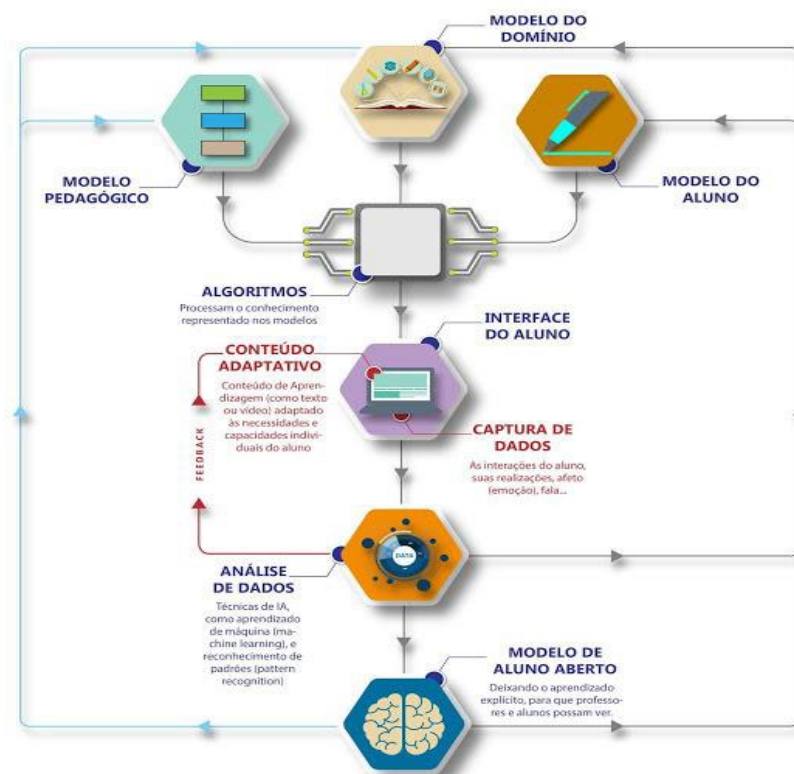 MODELO DO
DOMÍNIO
MODELO
PEDAGÓGICO
MODELO DO
ALUNO
ALGORITMOS
Processam o conhecimento
representado nos modelos
INTERFACE
DO ALUNO
CONTEÚDO
ADAPTATIVO
Conteúdo de Apren-
dizagem (como texto
ou vídeo) adaptado
às necessidades e
capacidades indivi-
duais do aluno
FEEDBACK
CAPTURA DE
DADOS
As interações do aluno,
suas realizações, afeto
(emoção), fala...
DATA
ANÁLISE
DE DADOS
Técnicas de IA,
como aprendizado
de máquina (ma-
chine learning), e
reconhecimento de
padrões (pattern
recognition)
MODELO DE
ALUNO ABERTO
Deixando o aprendizado
explícito, para que professo-
res e alunos possam ver.